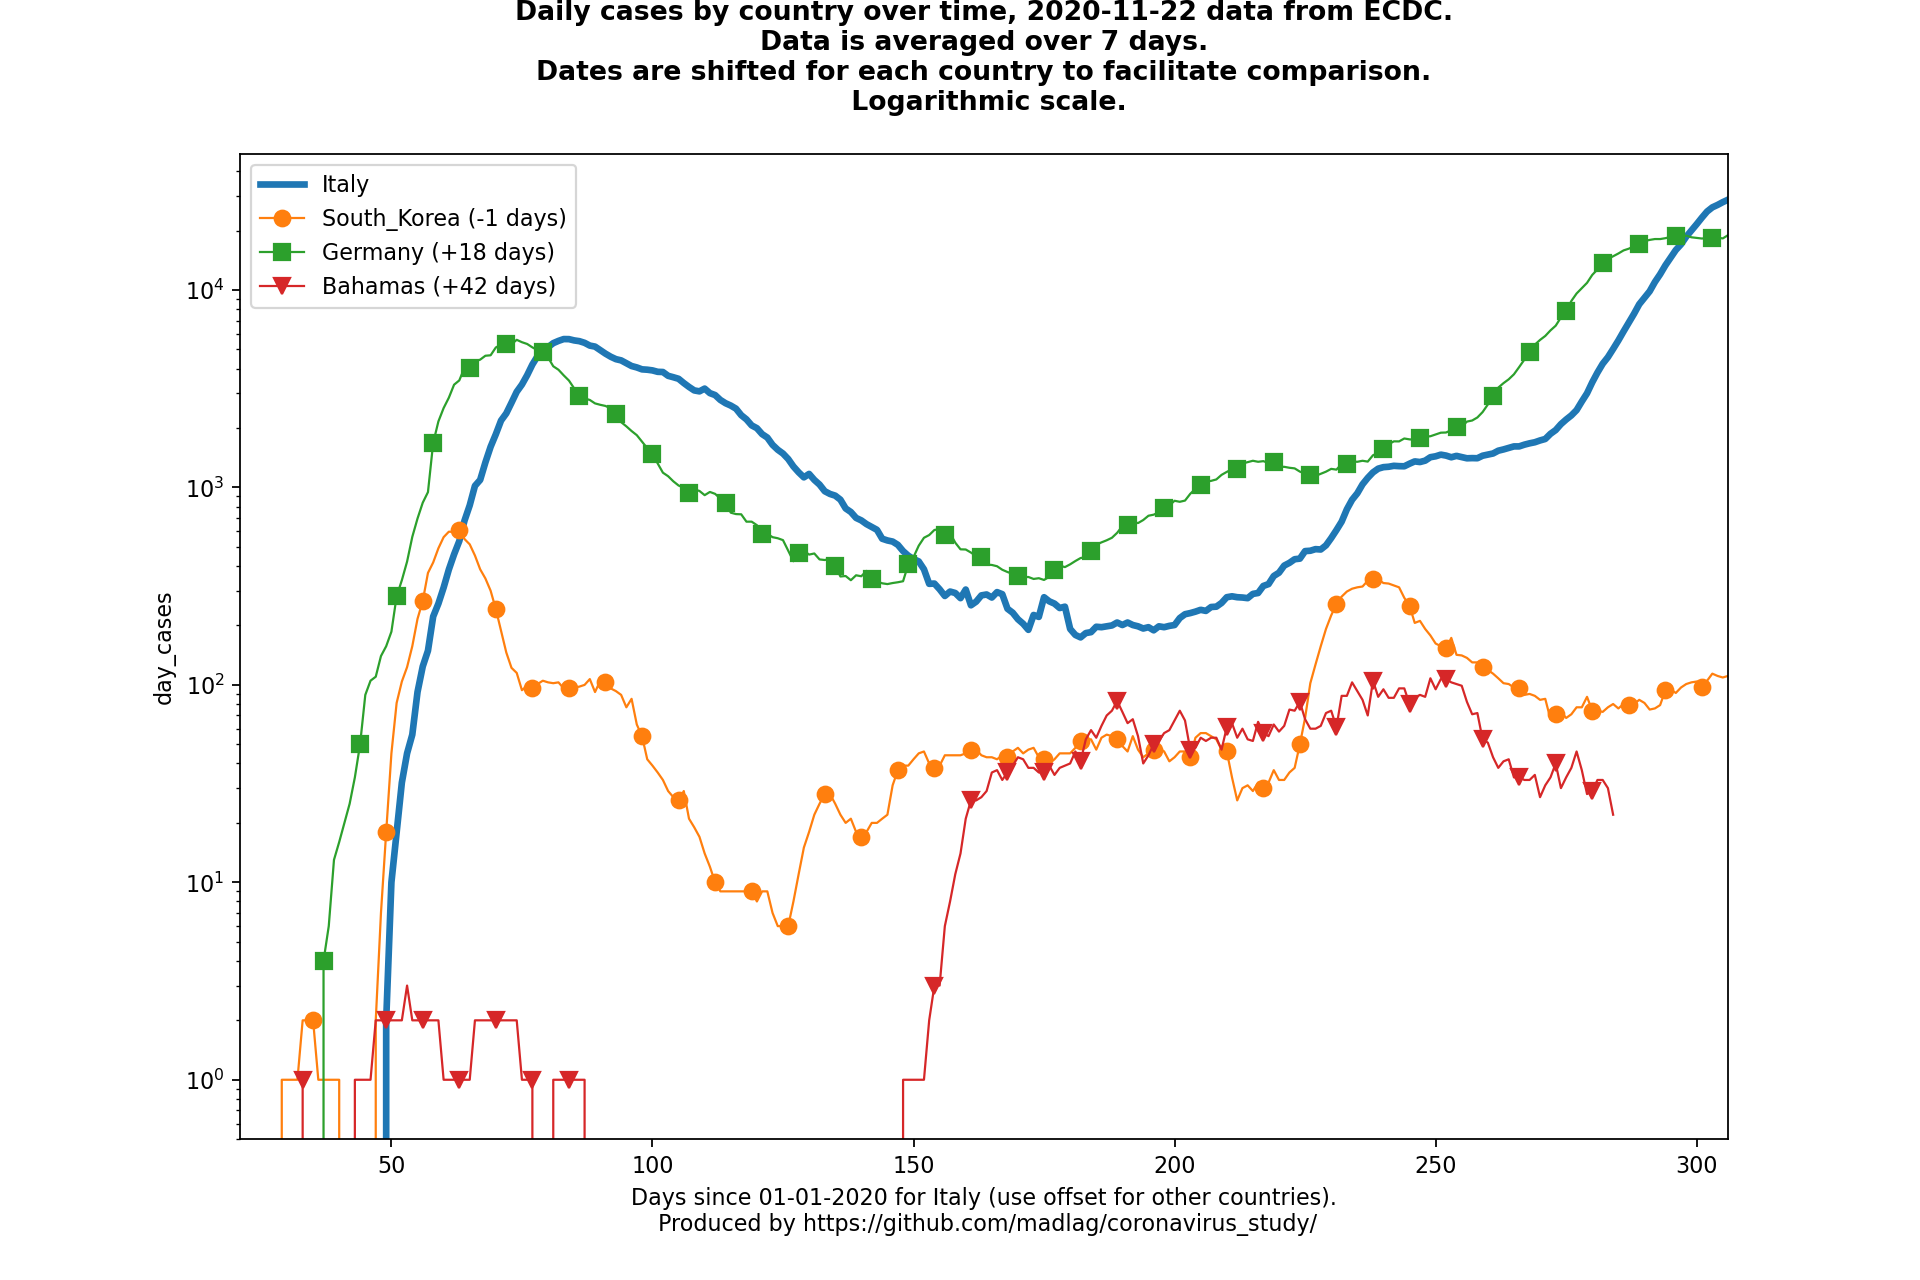 Daily cases by country over time, 2020-11-22 data from ECDC.
Data is averaged over 7 days.
Dates are shifted for each country to facilitate comparison.
Logarithmic scale.
Italy
South_Korea (-1 days)
Germany (+18 days)
Bahamas (+42 days)
day_cases
10⁴
10³
10²
10¹
10⁰
50 100 150 200 250 300
Days since 01-01-2020 for Italy (use offset for other countries).
Produced by https://github.com/madlag/coronavirus_study/